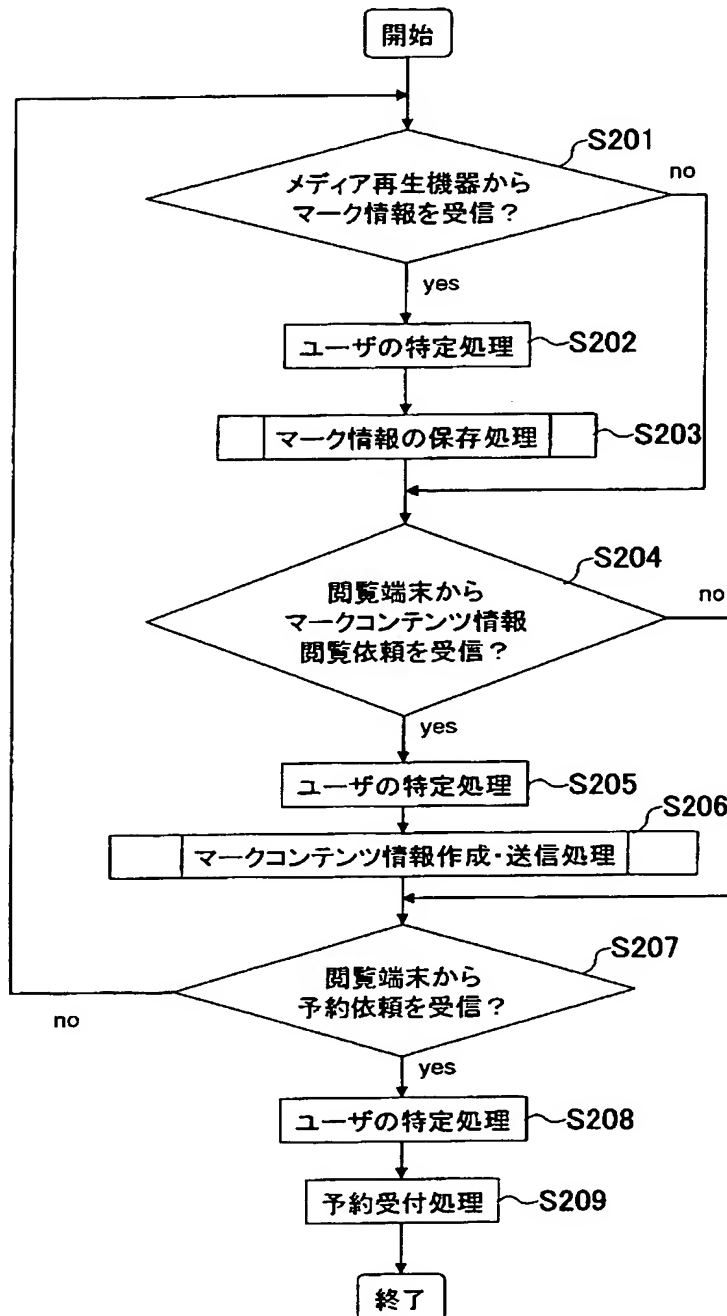 開始
S201
メディア再生機器から
マーク情報を受信？
no
yes
ユーザの特定処理
S202
マーク情報の保存処理
S203
S204
閲覧端末から
マークコンテンツ情報
閲覧依頼を受信？
no
yes
ユーザの特定処理
S205
S206
マークコンテンツ情報作成・送信処理
S207
閲覧端末から
予約依頼を受信？
no
yes
ユーザの特定処理
S208
予約受付処理
S209
終了